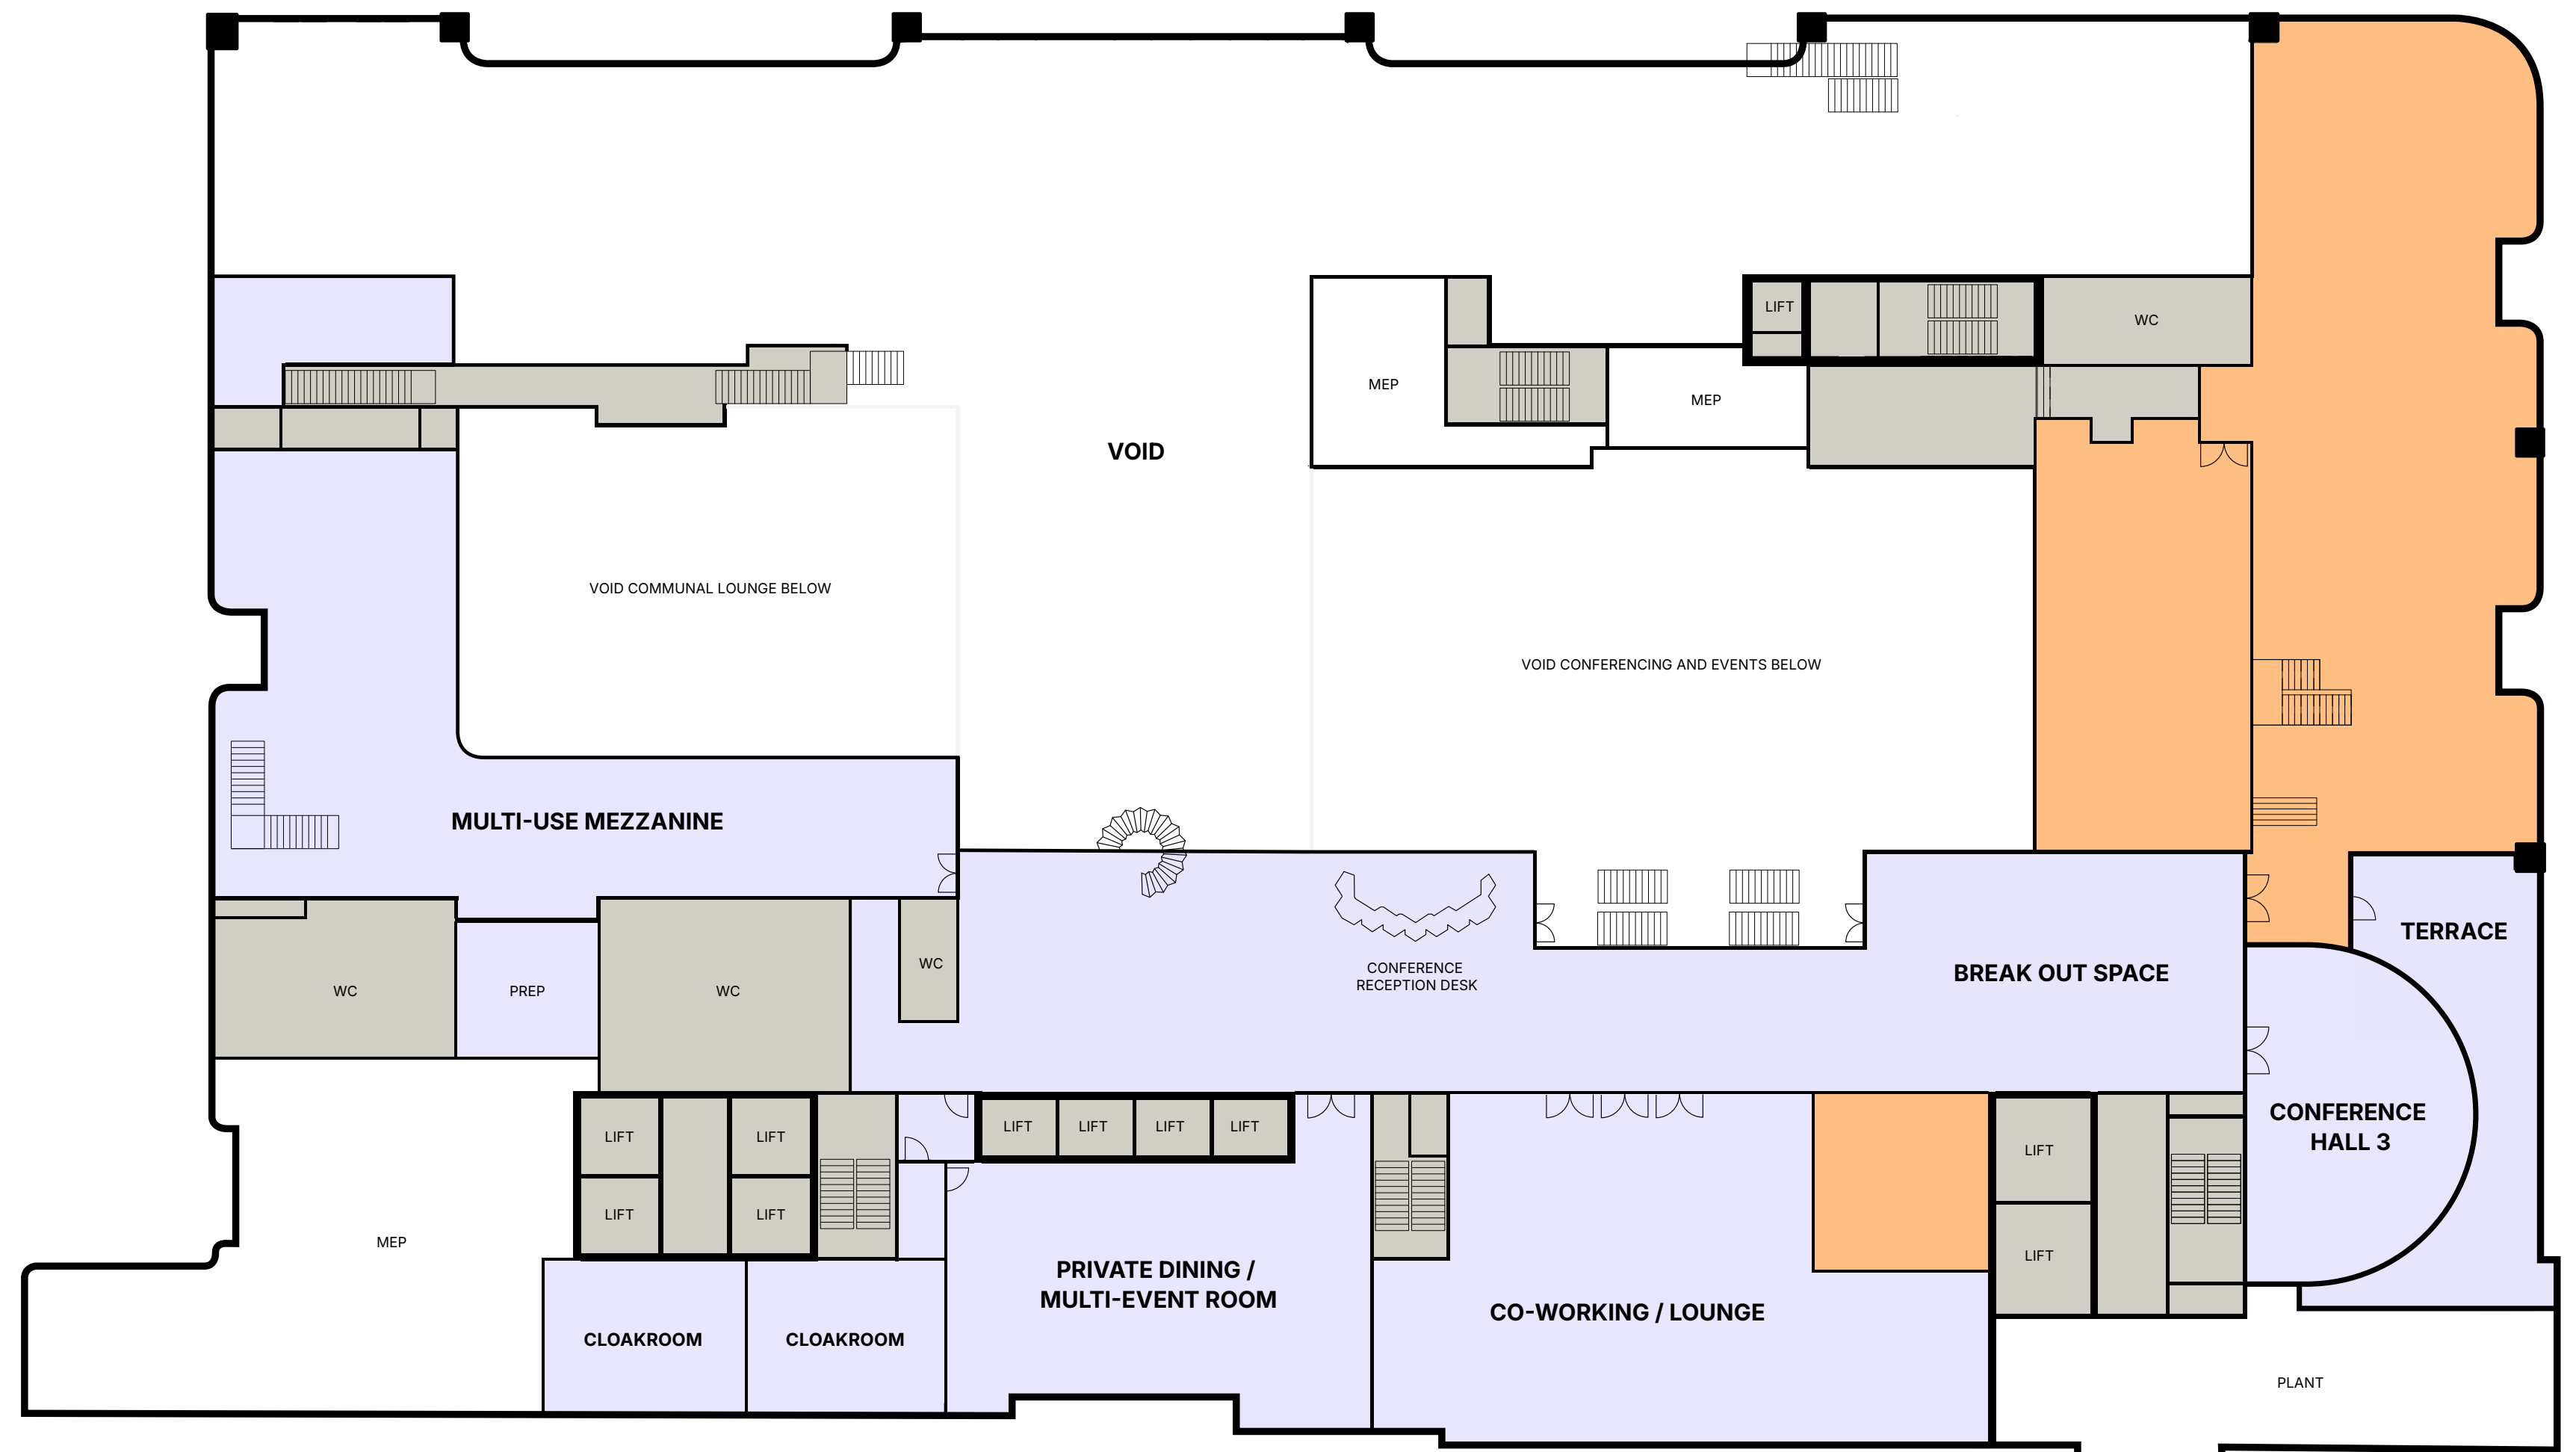 LIFT
WC
MEP
MEP
VOID
VOID COMMUNAL LOUNGE BELOW
VOID CONFERENCING AND EVENTS BELOW
MULTI-USE MEZZANINE
TERRACE
WC
CONFERENCE
RECEPTION DESK
BREAK OUT SPACE
WC
PREP
WC
LIFT
LIFT
LIFT
LIFT
LIFT
LIFT
CONFERENCE
HALL 3
LIFT
LIFT
LIFT
MEP
LIFT
PRIVATE DINING /
MULTI-EVENT ROOM
CO-WORKING / LOUNGE
CLOAKROOM
CLOAKROOM
PLANT